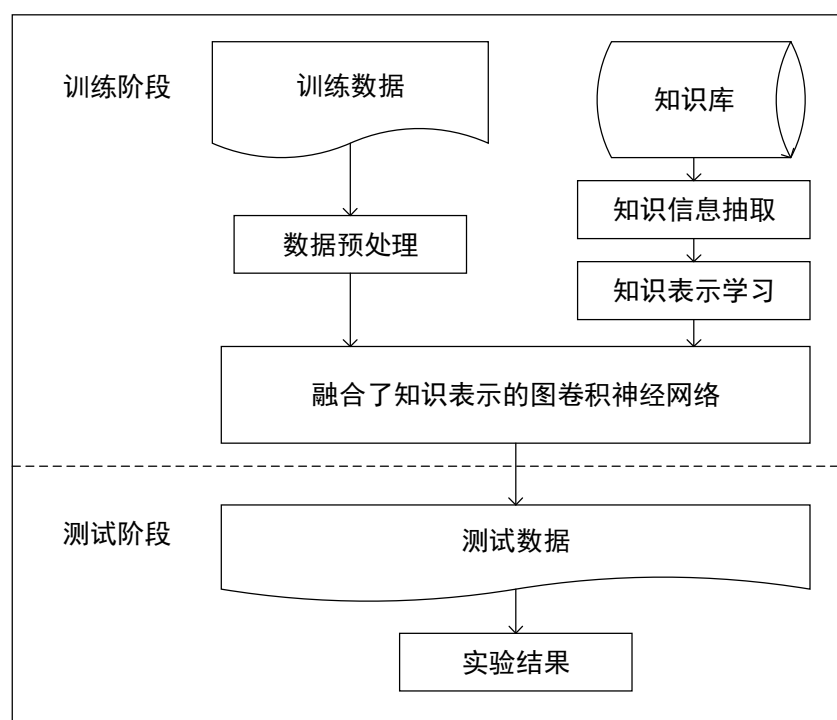 训练阶段
训练数据
知识库
知识信息抽取
数据预处理
知识表示学习
融合了知识表示的图卷积神经网络
测试阶段
测试数据
实验结果